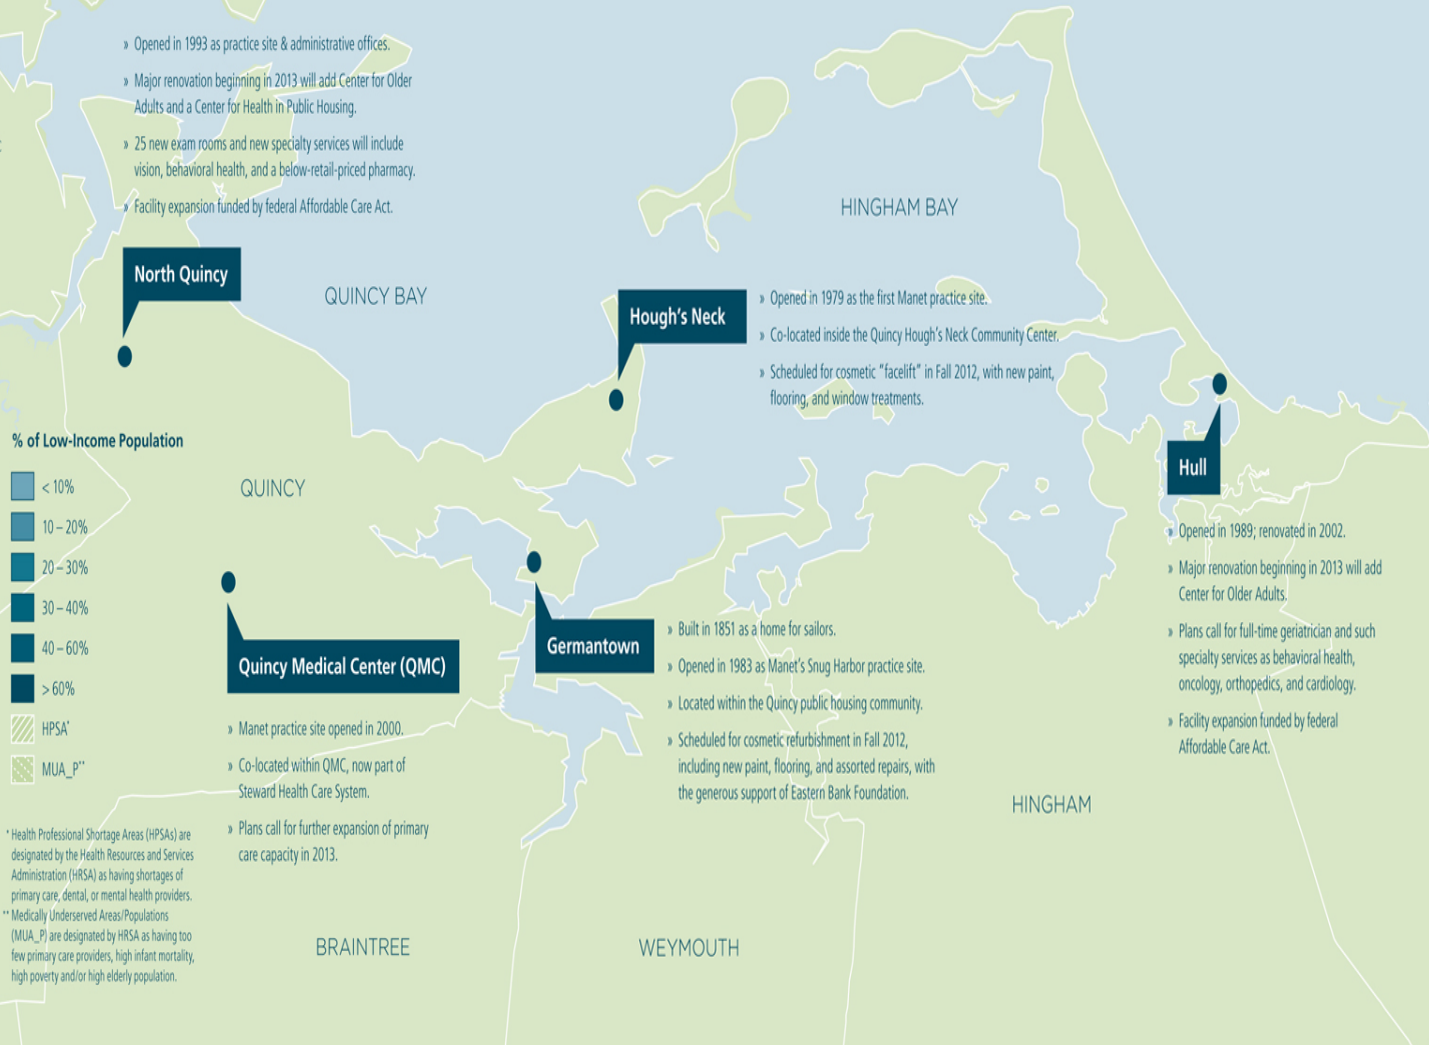 » Opened in 1993 as practice site & administrative offices.
» Major renovation beginning in 2013 will add Center for Older
Adults and a Center for Health in Public Housing.
» 25 new exam rooms and new specialty services will include
vision, behavioral health, and a below-retail-priced pharmacy.
» Facility expansion funded by federal Affordable Care Act.
North Quincy
QUINCY BAY
HINGHAM BAY
Hough's Neck
» Opened in 1979 as the first Manet practice site.
» Co-located inside the Quincy Hough's Neck Community Center.
» Scheduled for cosmetic "facelift" in Fall 2012, with new paint,
flooring, and window treatments.
Hull
» Opened in 1989; renovated in 2002.
» Major renovation beginning in 2013 will add
Center for Older Adults.
» Plans call for full-time geriatrician and such
specialty services as behavioral health,
oncology, orthopedics, and cardiology.
» Facility expansion funded by federal
Affordable Care Act.
% of Low-Income Population
< 10%
10 – 20%
20 – 30%
30 – 40%
40 – 60%
> 60%
HPSA*
MUA_P**
QUINCY
Quincy Medical Center (QMC)
» Manet practice site opened in 2000.
» Co-located within QMC, now part of
Steward Health Care System.
» Plans call for further expansion of primary
care capacity in 2013.
Germantown
» Built in 1851 as a home for sailors.
» Opened in 1983 as Manet's Snug Harbor practice site.
» Located within the Quincy public housing community.
» Scheduled for cosmetic refurbishment in Fall 2012,
including new paint, flooring, and assorted repairs, with
the generous support of Eastern Bank Foundation.
HINGHAM
* Health Professional Shortage Areas (HPSAs) are
designated by the Health Resources and Services
Administration (HRSA) as having shortages of
primary care, dental, or mental health providers.
** Medically Underserved Areas/Populations
(MUA_P) are designated by HRSA as having too
few primary care providers, high infant mortality,
high poverty and/or high elderly population.
BRAINTREE
WEYMOUTH